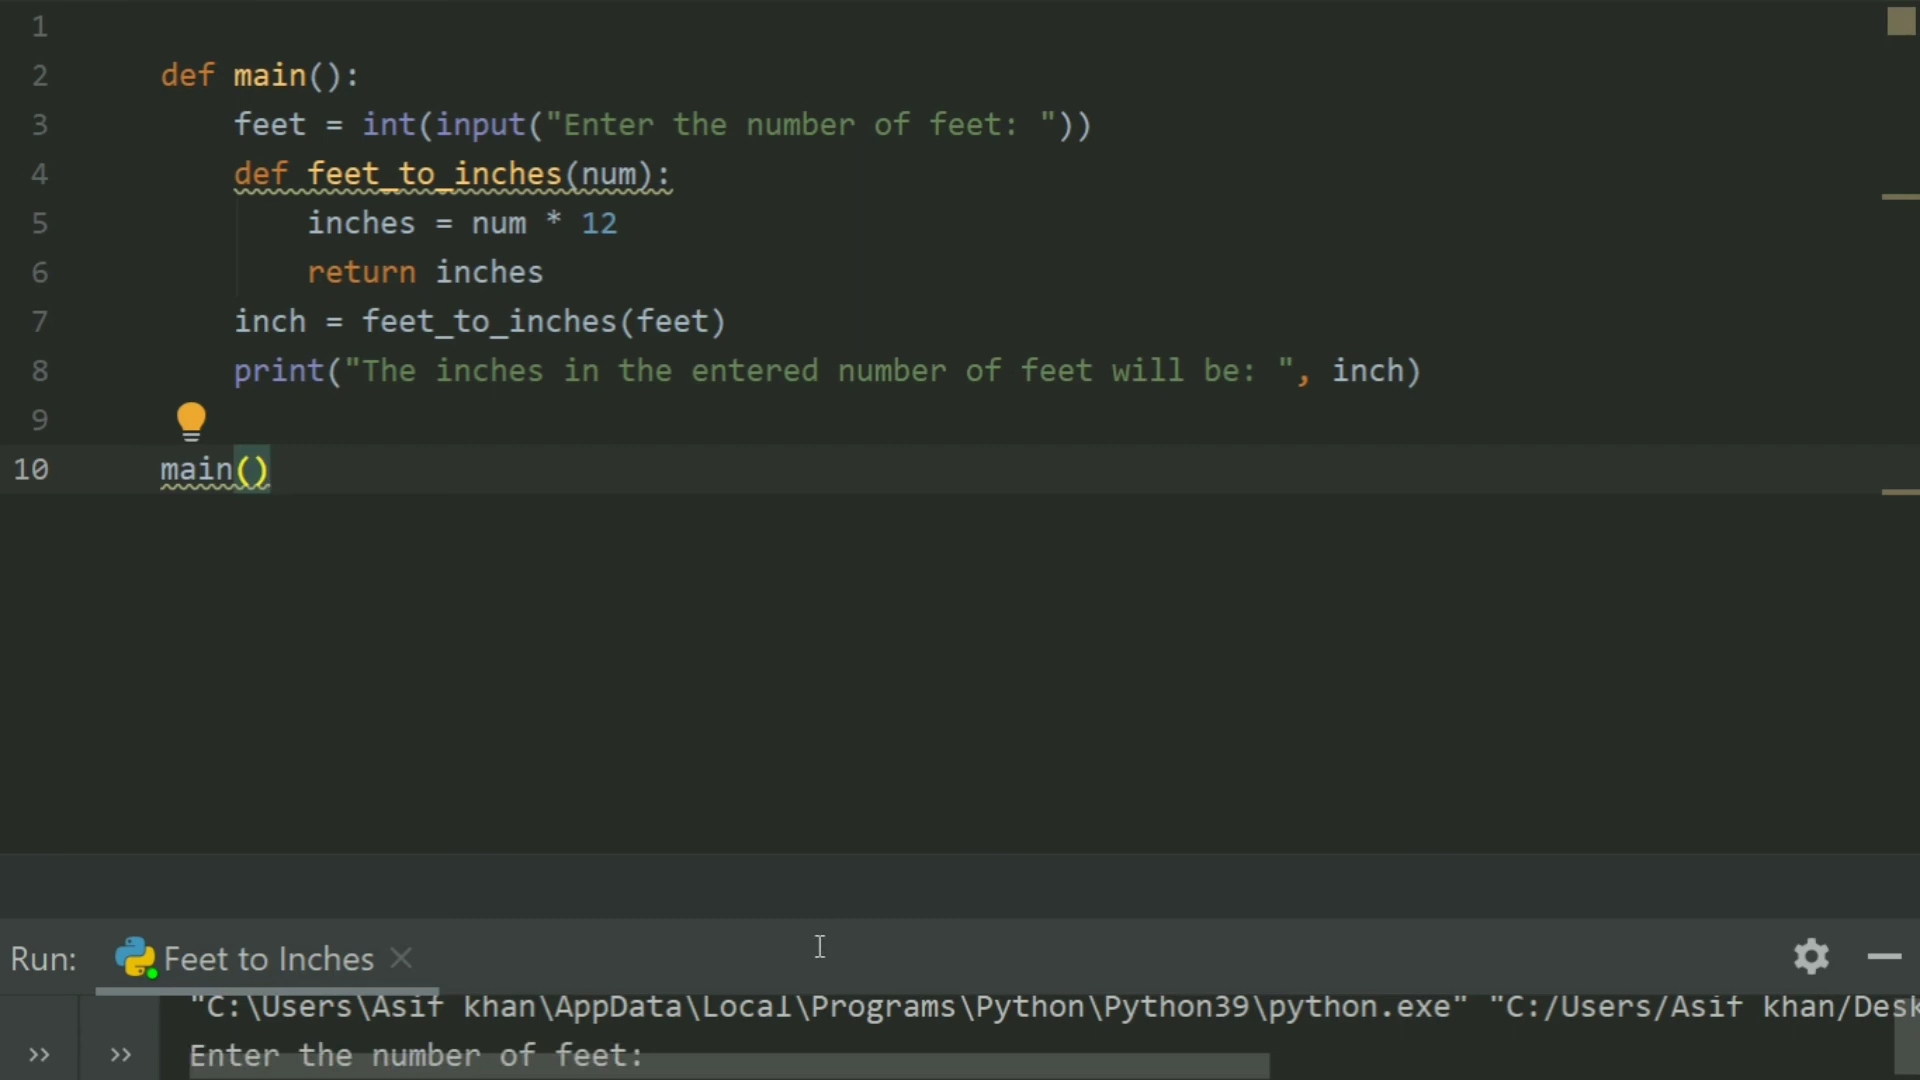 1
2 def main():
3 feet = int(input("Enter the number of feet: "))
4 def feet_to_inches(num):
5 inches = num * 12
6 return inches
7 inch = feet_to_inches(feet)
8 print("The inches in the entered number of feet will be: ", inch)
9
10 main()
Run: Feet to Inches
"C:\Users\Asif khan\AppData\Local\Programs\Python\Python39\python.exe" "C:/Users/Asif khan/Desk
Enter the number of feet: